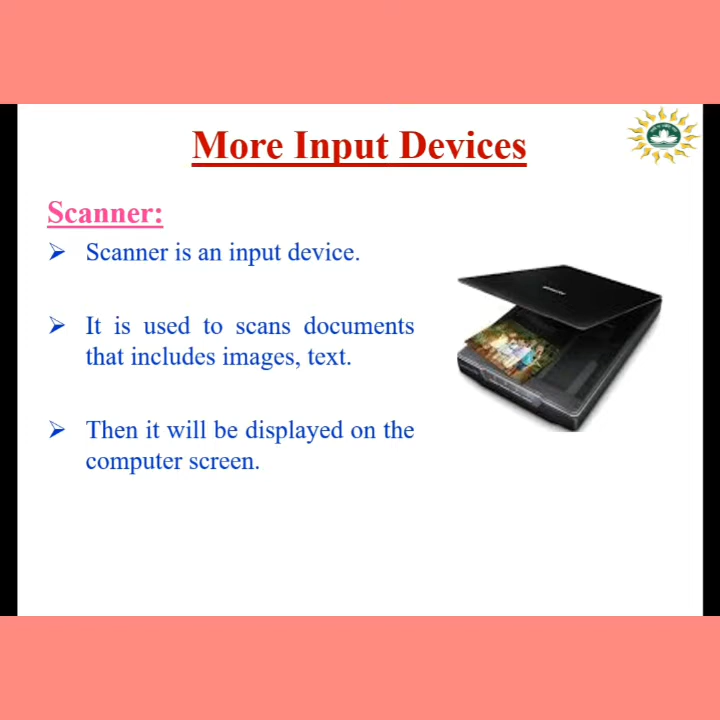 More Input Devices
Scanner:
➢ Scanner is an input device.
➢ It is used to scans documents
that includes images, text.
➢ Then it will be displayed on the
computer screen.